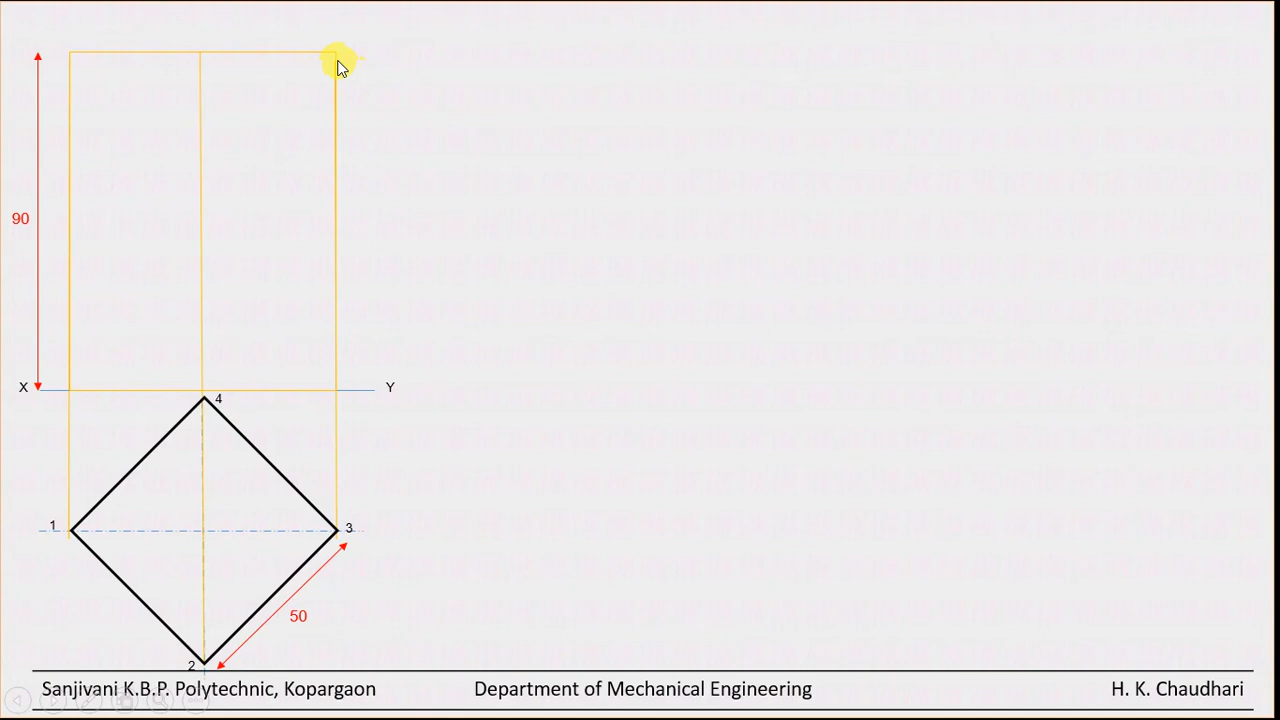 90
X
Y
4
1
3
50
2
Sanjivani K.B.P. Polytechnic, Kopargaon
Department of Mechanical Engineering
H. K. Chaudhari